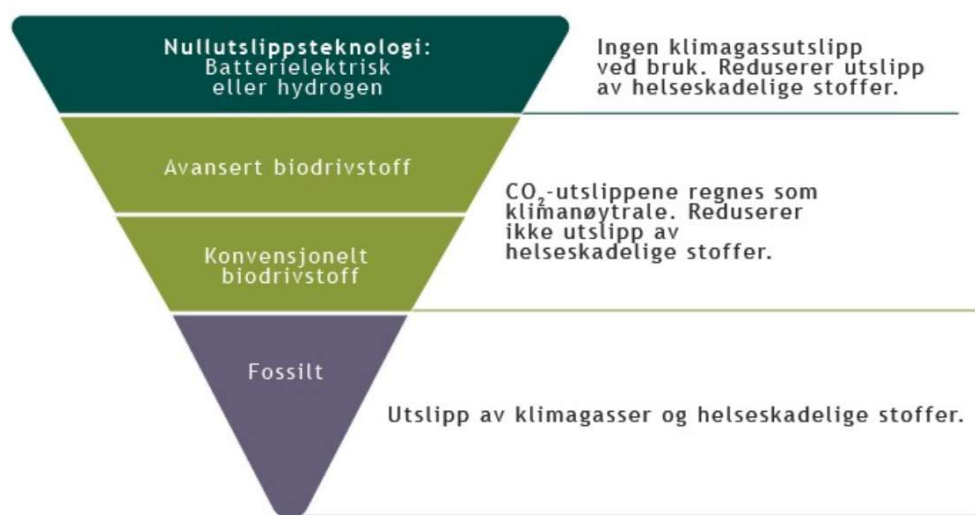 Nullutslippsteknologi:
Batterielektrisk
eller hydrogen
Ingen klimagassutslipp
ved bruk. Reduserer utslipp
av helseskadelige stoffer.
Avansert biodrivstoff
Konvensjonelt
biodrivstoff
CO₂-utslippene regnes som
klimanøytrale. Reduserer
ikke utslipp av
helseskadelige stoffer.
Fossilt
Utslipp av klimagasser og helseskadelige stoffer.